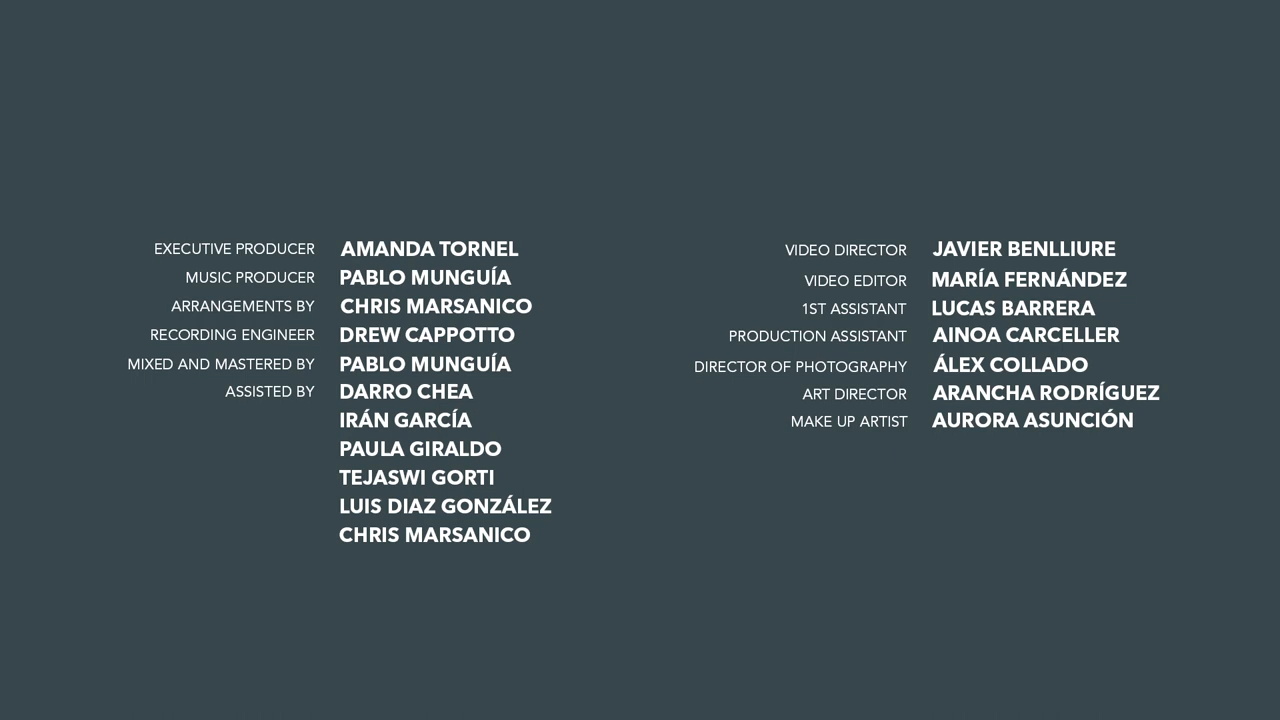 EXECUTIVE PRODUCER AMANDA TORNEL
MUSIC PRODUCER PABLO MUNGUÍA
ARRANGEMENTS BY CHRIS MARSANICO
RECORDING ENGINEER DREW CAPPOTTO
MIXED AND MASTERED BY PABLO MUNGUÍA
ASSISTED BY DARRO CHEA
IRÁN GARCÍA
PAULA GIRALDO
TEJASWI GORTI
LUIS DIAZ GONZÁLEZ
CHRIS MARSANICO
VIDEO DIRECTOR JAVIER BENLLIURE
VIDEO EDITOR MARÍA FERNÁNDEZ
1ST ASSISTANT LUCAS BARRERA
PRODUCTION ASSISTANT AINOA CARCELLER
DIRECTOR OF PHOTOGRAPHY ÁLEX COLLADO
ART DIRECTOR ARANCHA RODRÍGUEZ
MAKE UP ARTIST AURORA ASUNCIÓN